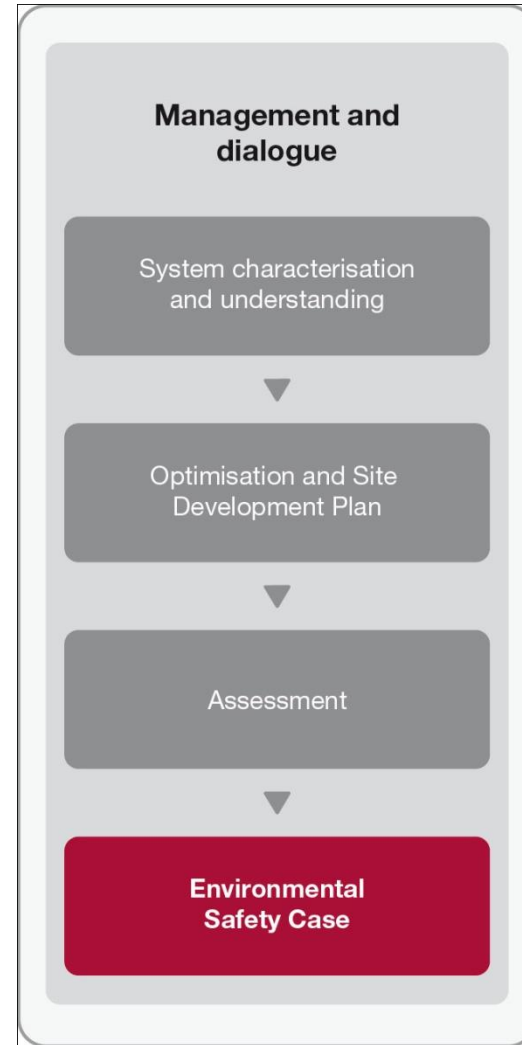 Management and
dialogue
System characterisation
and understanding
Optimisation and Site
Development Plan
Assessment
Environmental
Safety Case